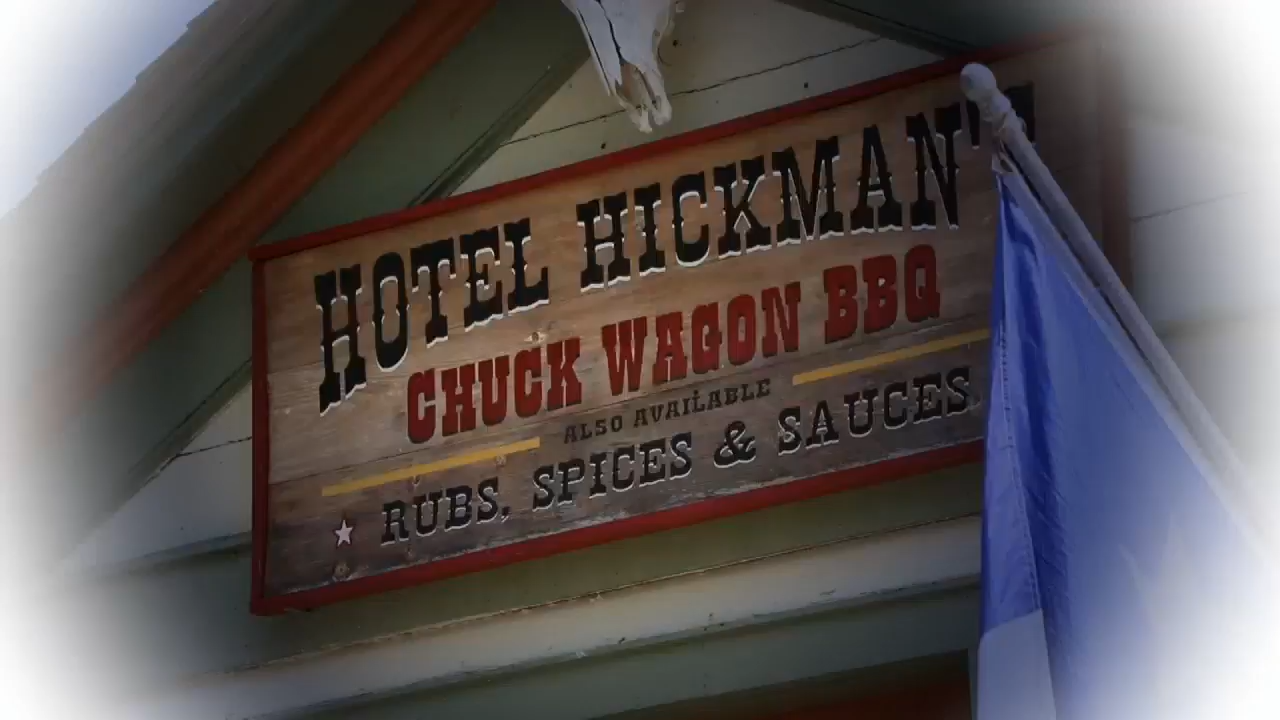 HOTEL HICKMAN'S
CHUCK WAGON BBQ
ALSO AVAILABLE
RUBS, SPICES & SAUCES